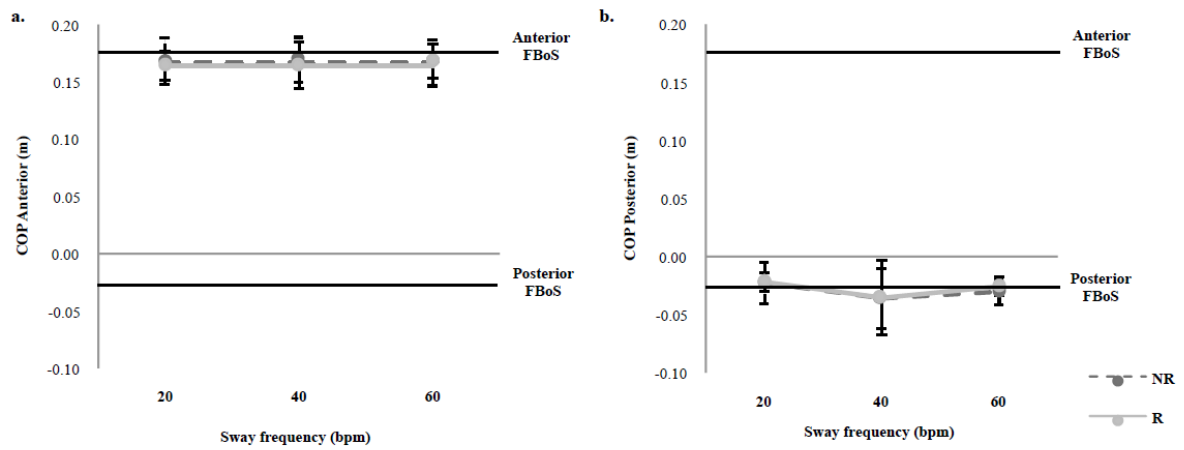 a.
0.20
0.15
0.10
0.05
0.00
-0.05
-0.10
COP Anterior (m)
Anterior
FBoS
Posterior
FBoS
20 40 60
Sway frequency (bpm)
b.
0.20
0.15
0.10
0.05
0.00
-0.05
-0.10
COP Posterior (m)
Anterior
FBoS
Posterior
FBoS
20 40 60
Sway frequency (bpm)
NR
R